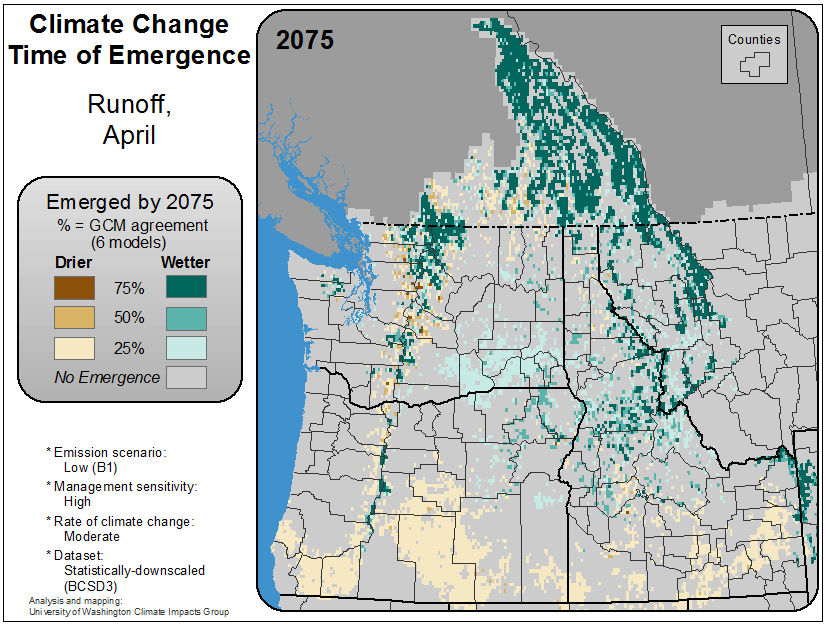 Climate Change
Time of Emergence
Runoff,
April
Emerged by 2075
% = GCM agreement
(6 models)
Drier Wetter
75%
50%
25%
No Emergence
* Emission scenario:
Low (B1)
* Management sensitivity:
High
* Rate of climate change:
Moderate
* Dataset:
Statistically-downscaled
(BCSD3)
Analysis and mapping:
University of Washington Climate Impacts Group
2075
Counties